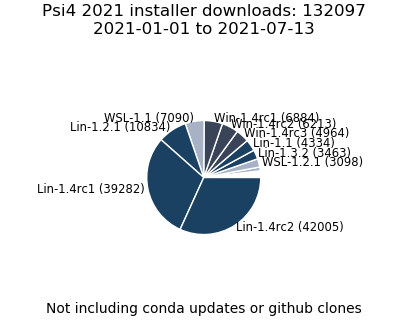 Psi4 2021 installer downloads: 132097
2021-01-01 to 2021-07-13
WSL-1.1 (7090)
Win-1.4rc1 (6884)
Lin-1.2.1 (10834)
Win-1.4rc2 (6213)
Win-1.4rc3 (4964)
Lin-1.1 (4334)
Lin-1.3.2 (3463)
WSL-1.2.1 (3098)
Lin-1.4rc1 (39282)
Lin-1.4rc2 (42005)
Not including conda updates or github clones